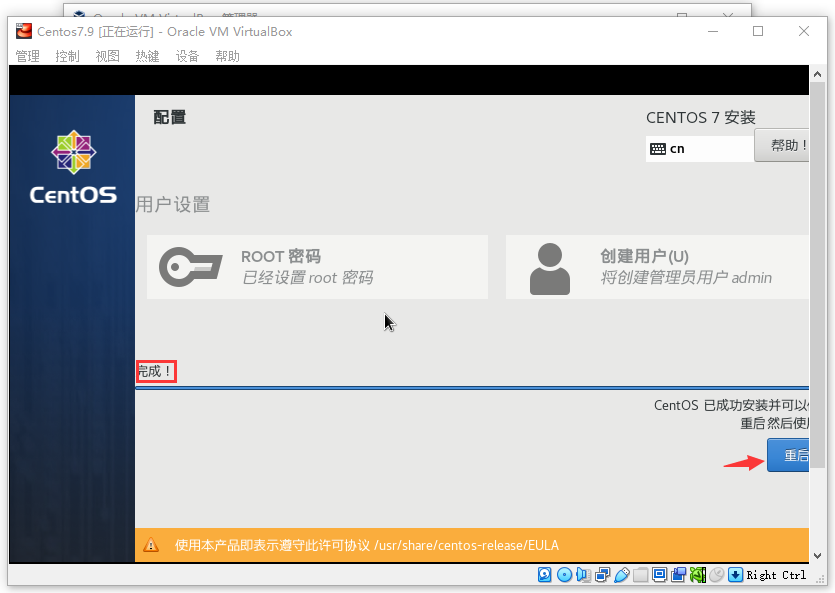 Centos7.9 [正在运行] - Oracle VM VirtualBox
管理 控制 视图 热键 设备 帮助
配置
CENTOS 7 安装
cn
帮助！
CentOS
用户设置
ROOT 密码
已经设置 root 密码
创建用户(U)
将创建管理员用户 admin
完成！
CentOS 已成功安装并可以
重启然后使
重启
使用本产品即表示遵守此许可协议 /usr/share/centos-release/EULA
Right Ctrl